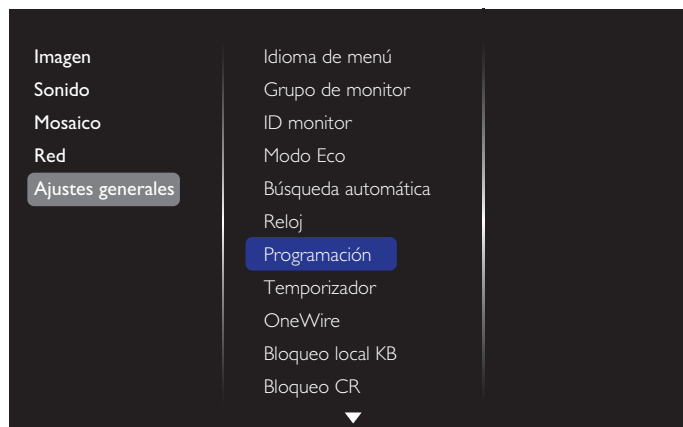 Imagen
Sonido
Mosaico
Red
Ajustes generales
Idioma de menú
Grupo de monitor
ID monitor
Modo Eco
Búsqueda automática
Reloj
Programación
Temporizador
OneWire
Bloqueo local KB
Bloqueo CR